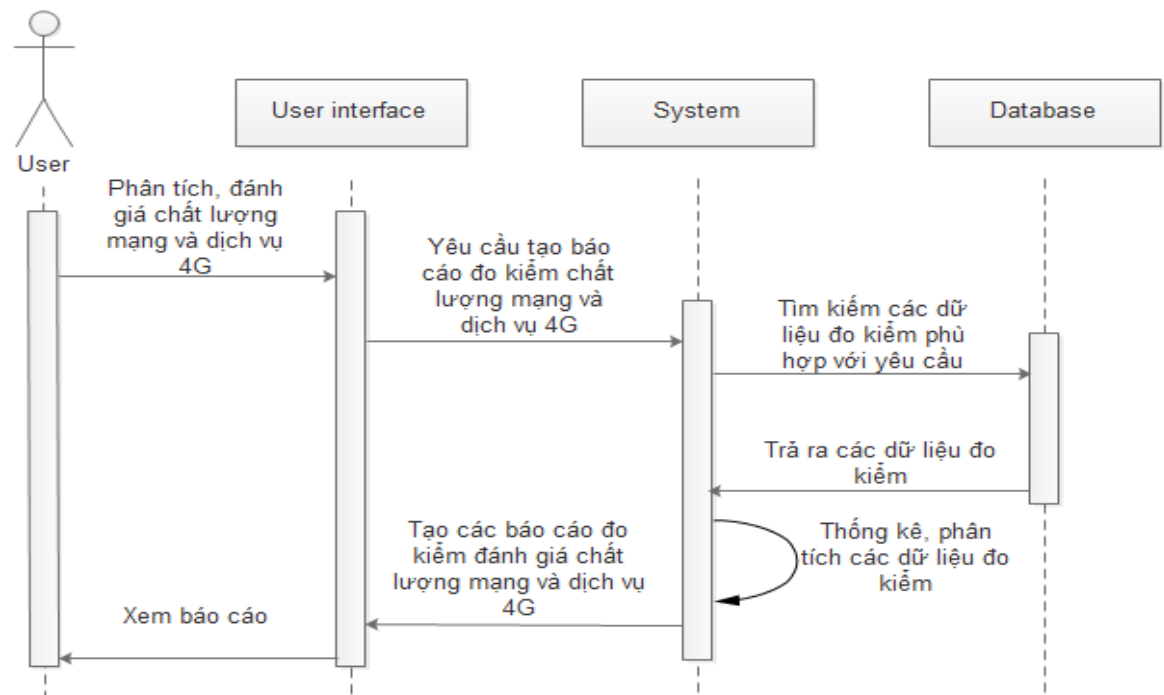 User interface
System
Database
User
Phân tích, đánh
giá chất lượng
mạng và dịch vụ
4G
Yêu cầu tạo báo
cáo đo kiểm chất
lượng mạng và
dịch vụ 4G
Tìm kiếm các dữ
liệu đo kiểm phù
hợp với yêu cầu
Trả ra các dữ liệu đo
kiểm
Thống kê, phân
tích các dữ liệu đo
kiểm
Tạo các báo cáo đo
kiểm đánh giá chất
lượng mạng và dịch vụ
4G
Xem báo cáo